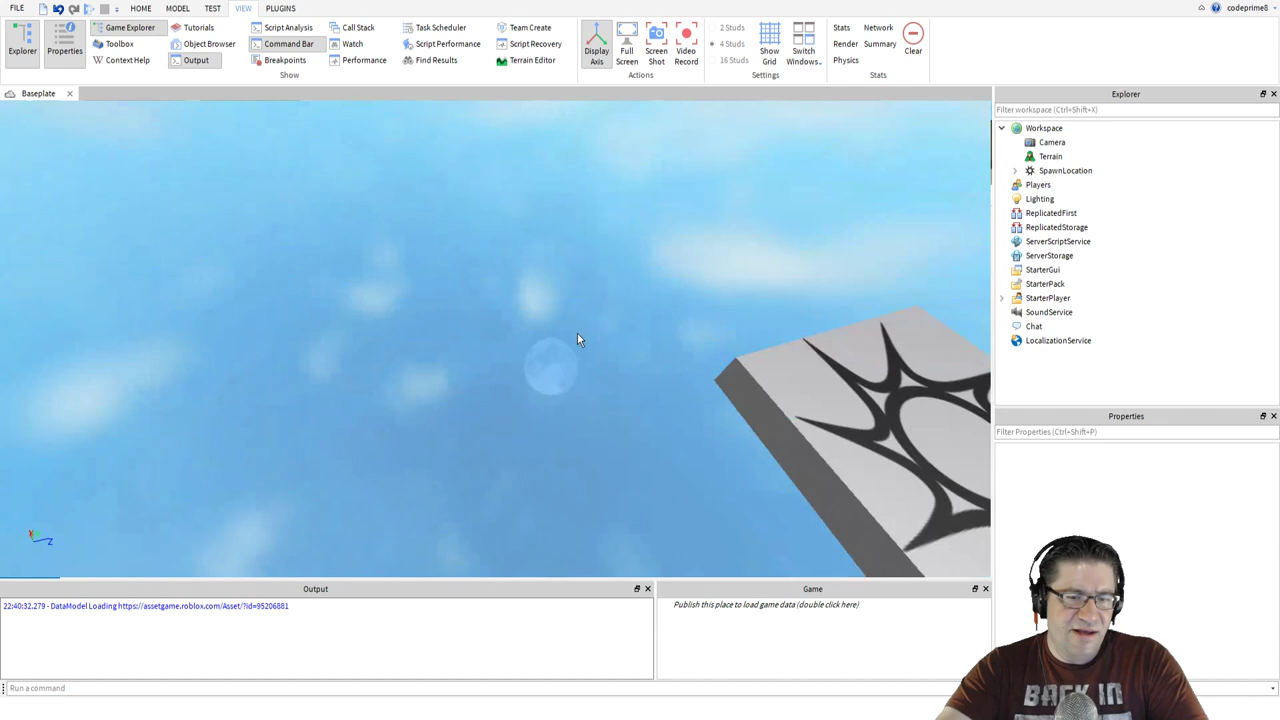 FILE HOME MODEL TEST VIEW PLUGINS codeprime8
Explorer Properties
Game Explorer Tutorials Script Analysis Call Stack Task Scheduler Team Create
Toolbox Object Browser Command Bar Watch Script Performance Script Recovery
Context Help Output Breakpoints Performance Find Results Terrain Editor
Show
Display Axis Full Screen Screen Shot Video Record
Actions
2 Studs
4 Studs
16 Studs
Show Grid Switch Windows..
Settings
Stats Network
Render Summary
Physics
Clear
Stats
Baseplate
Explorer
Filter workspace (Ctrl+Shift+X)
Workspace
Camera
Terrain
SpawnLocation
Players
Lighting
ReplicatedFirst
ReplicatedStorage
ServerScriptService
ServerStorage
StarterGui
StarterPack
StarterPlayer
SoundService
Chat
LocalizationService
Properties
Filter Properties (Ctrl+Shift+P)
X
Z
Output
22:40:32.279 - DataModel Loading https://assetgame.roblox.com/Asset/?id=95206881
Game
Publish this place to load game data (double click here)
Run a command
BACK IN